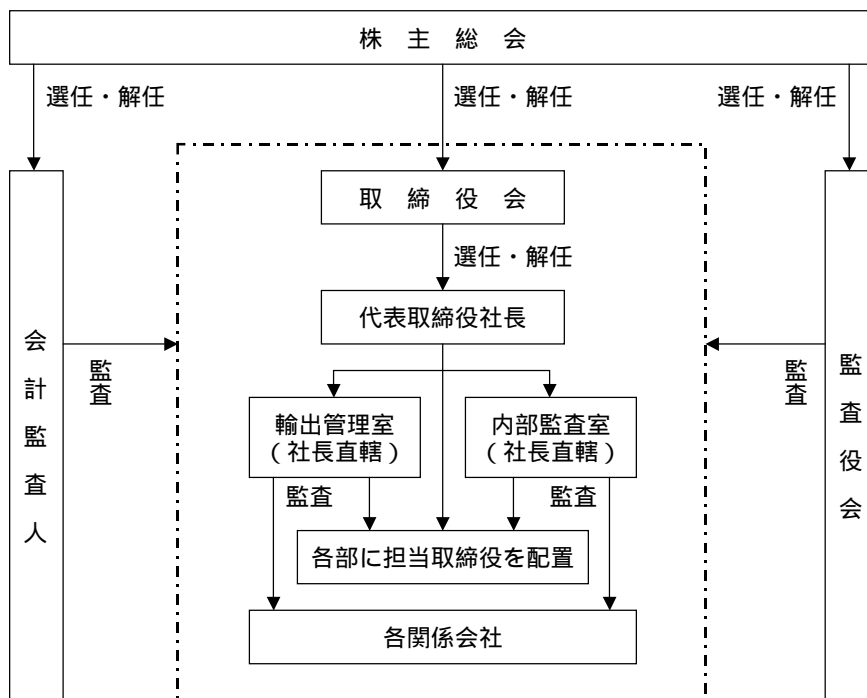 株 主 総 会
選任・解任
選任・解任
選任・解任
取 締 役 会
選任・解任
代表取締役社長
会計監査人
監査
監査
監査役会
輸出管理室
（社長直轄）
内部監査室
（社長直轄）
監査
監査
各部に担当取締役を配置
各関係会社